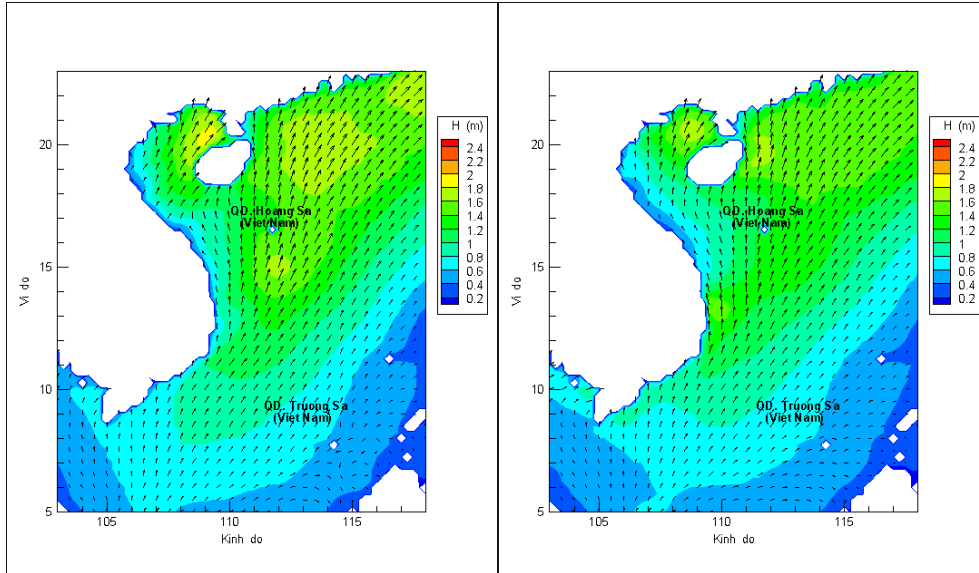 H (m)
2.4
2.2
2
1.8
1.6
1.4
1.2
1
0.8
0.6
0.4
0.2
20
15
10
5
Vi do
105
110
115
Kinh do
QD. Hoang Sa
(Viet Nam)
QD. Truong Sa
(Viet Nam)
H (m)
2.4
2.2
2
1.8
1.6
1.4
1.2
1
0.8
0.6
0.4
0.2
20
15
10
5
Vi do
105
110
115
Kinh do
QD. Hoang Sa
(Viet Nam)
QD. Truong Sa
(Viet Nam)